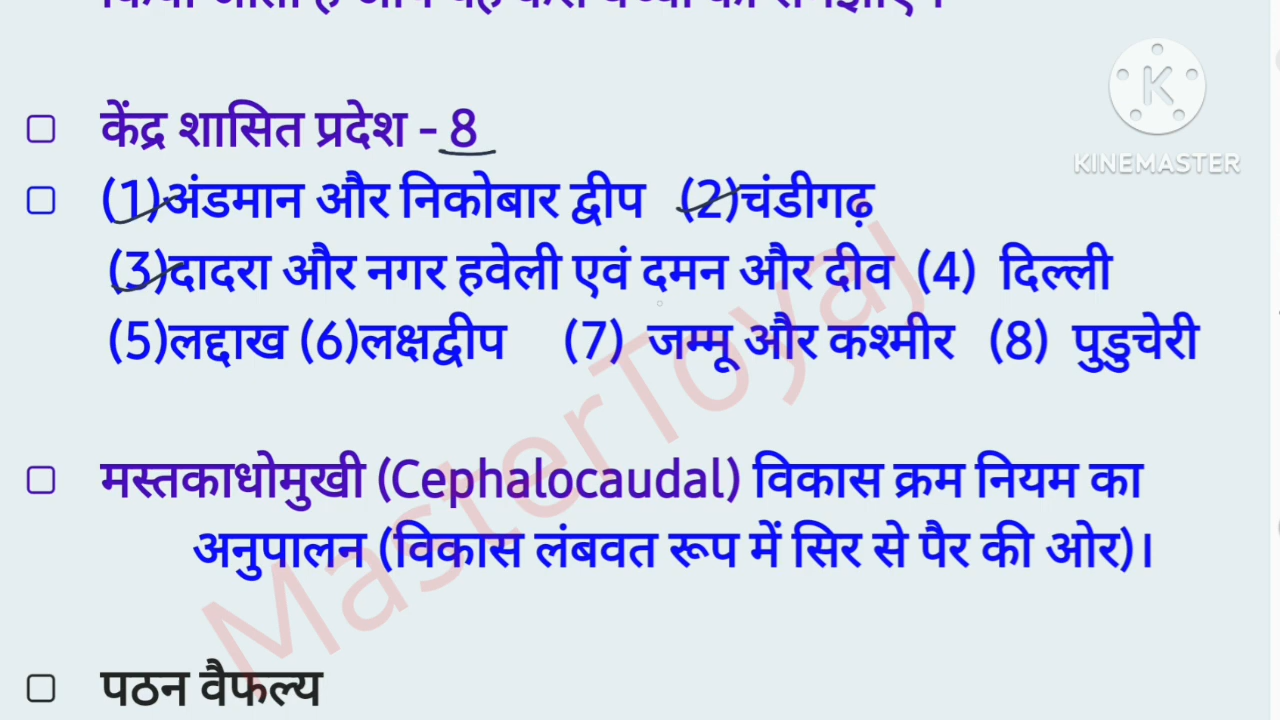 केंद्र शासित प्रदेश - 8
KINEMASTER
(1)अंडमान और निकोबार द्वीप (2)चंडीगढ़
(3)दादरा और नगर हवेली एवं दमन और दीव (4) दिल्ली
(5)लद्दाख (6)लक्षद्वीप (7) जम्मू और कश्मीर (8) पुडुचेरी
मस्तकाधोमुखी (Cephalocaudal) विकास क्रम नियम का
अनुपालन (विकास लंबवत रूप में सिर से पैर की ओर)।
पठन वैफल्य
MasterToyaj